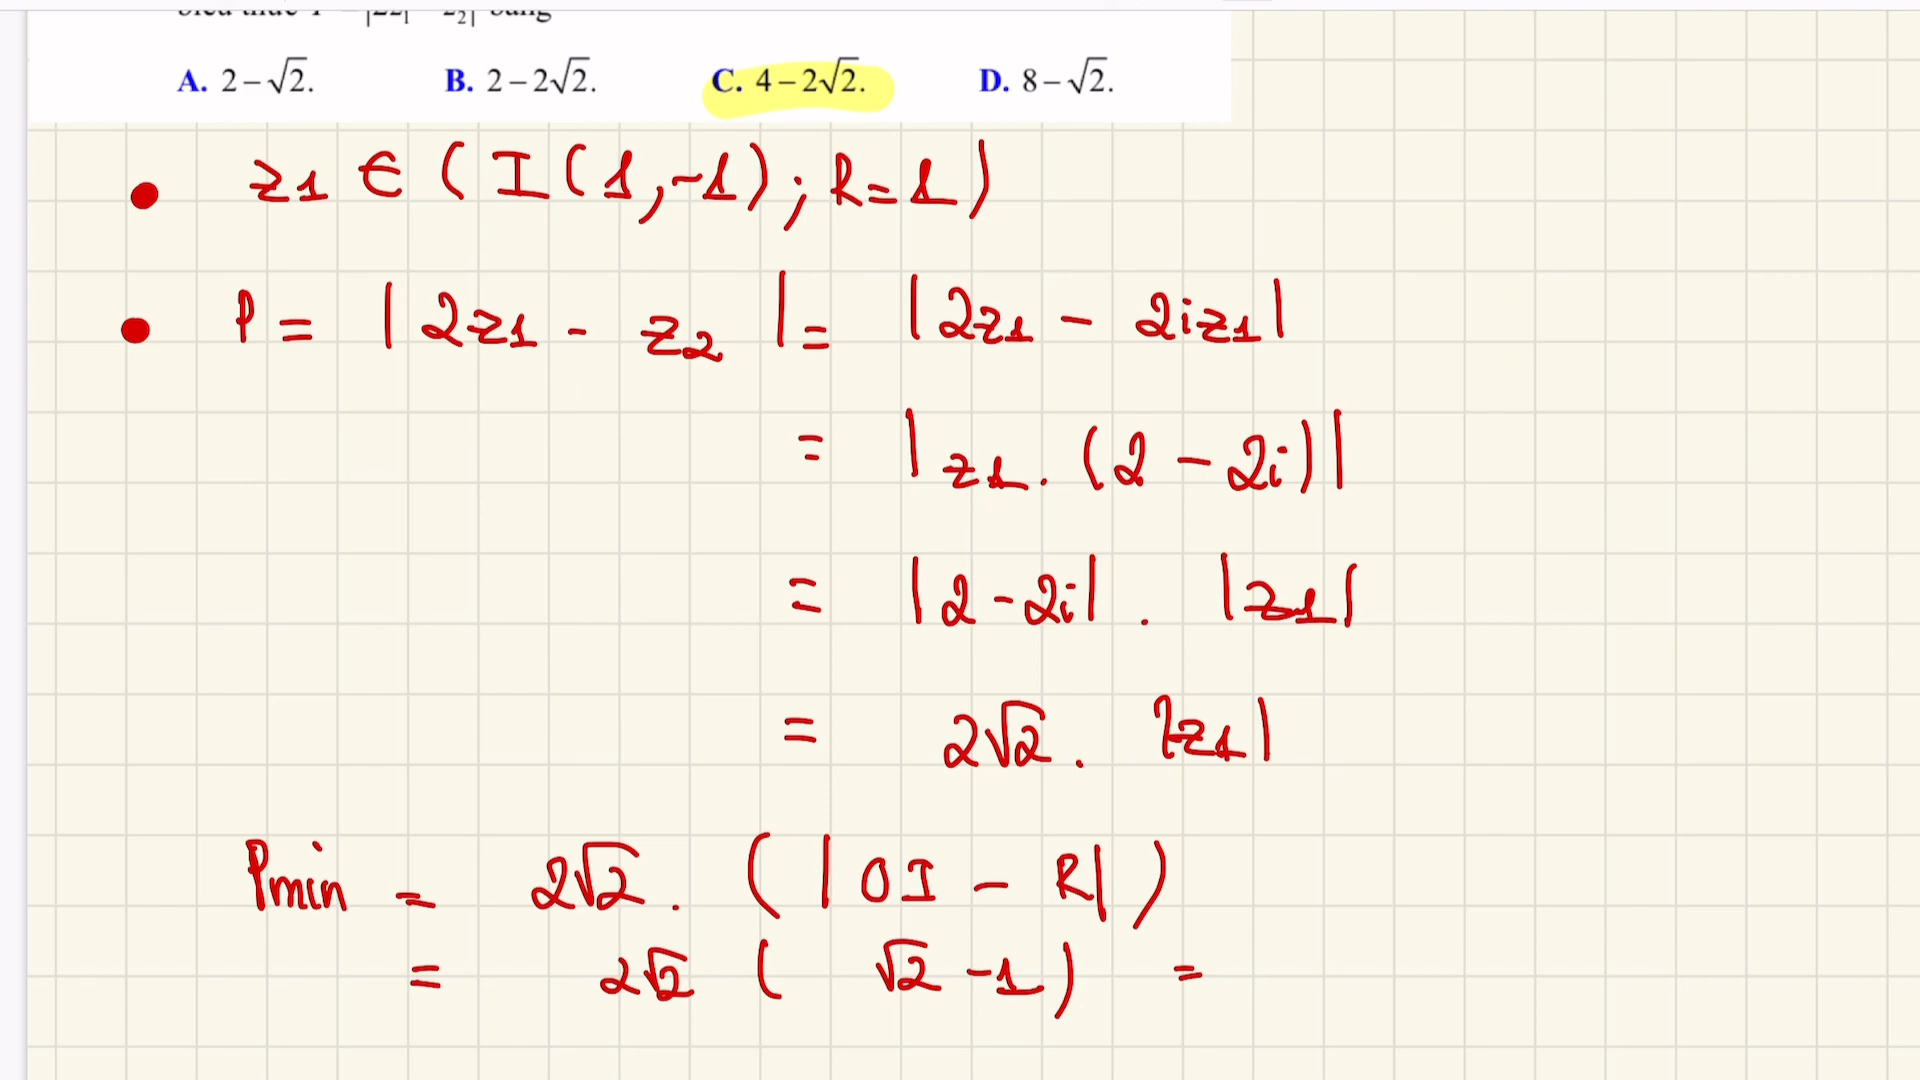 A. 2 − √2. B. 2 − 2√2. C. 4 − 2√2. D. 8 − √2.
z1 ∈ ( I ( 1 , -1 ) ; R = 1 )
P = | 2z1 - z2 | = | 2z1 - 2iz1 |
= | z1 . ( 2 - 2i ) |
= | 2 - 2i | . | z1 |
= 2√2 . | z1 |
Pmin = 2√2 . ( | OI - R | )
= 2√2 ( √2 - 1 ) =